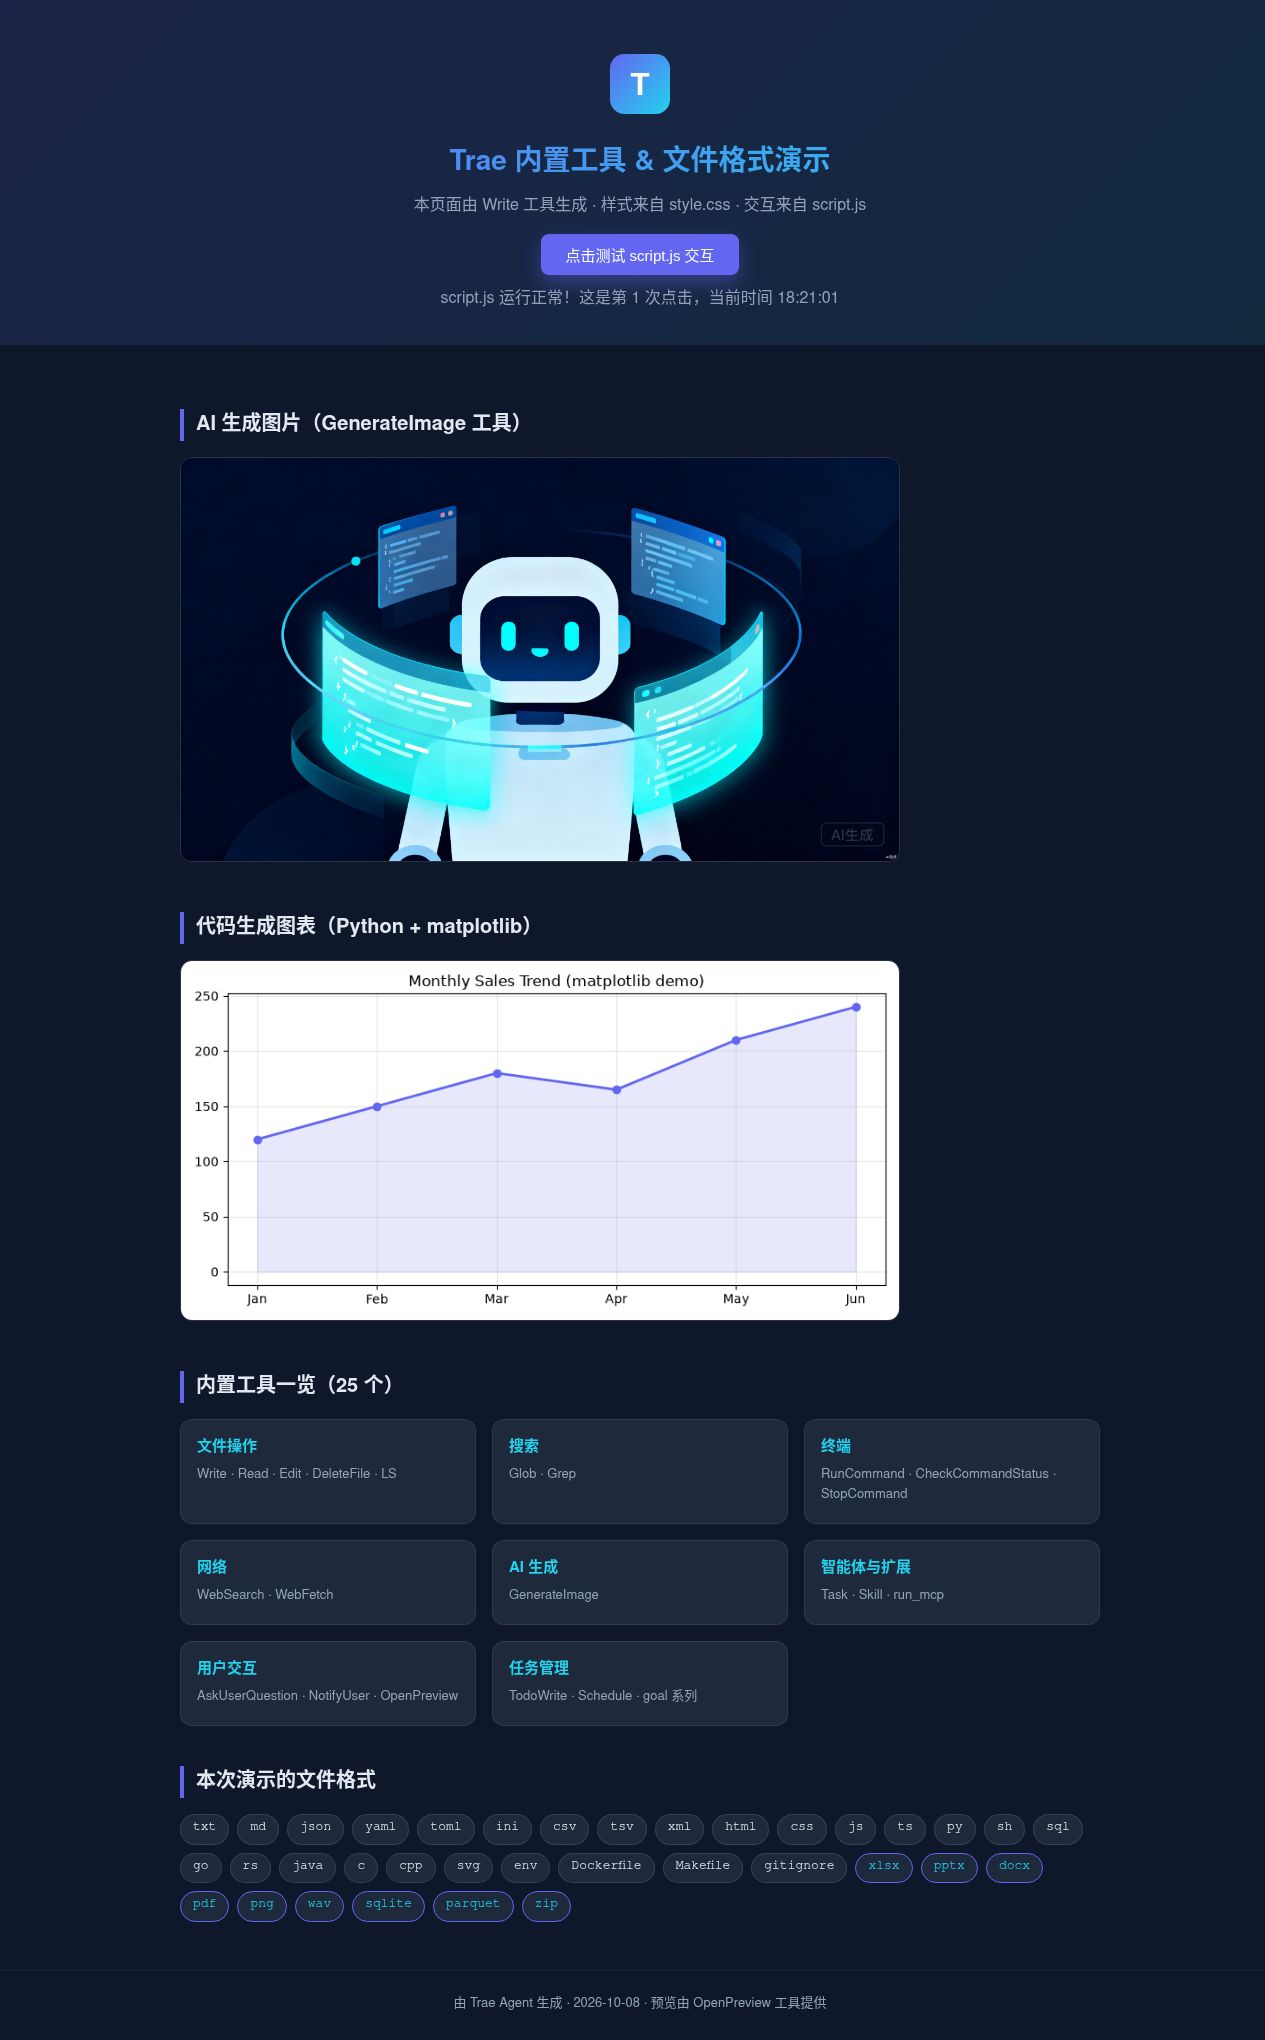 T
Trae 内置工具 & 文件格式演示
本页面由 Write 工具生成 · 样式来自 style.css · 交互来自 script.js
点击测试 script.js 交互
script.js 运行正常！这是第 1 次点击，当前时间 18:21:01
AI 生成图片（GenerateImage 工具）
AI生成
代码生成图表（Python + matplotlib）
Monthly Sales Trend (matplotlib demo)
250
200
150
100
50
0
Jan Feb Mar Apr May Jun
内置工具一览（25 个）
文件操作
Write · Read · Edit · DeleteFile · LS
搜索
Glob · Grep
终端
RunCommand · CheckCommandStatus ·
StopCommand
网络
WebSearch · WebFetch
AI 生成
GenerateImage
智能体与扩展
Task · Skill · run_mcp
用户交互
AskUserQuestion · NotifyUser · OpenPreview
任务管理
TodoWrite · Schedule · goal 系列
本次演示的文件格式
txt md json yaml toml ini csv tsv xml html css js ts py sh sql
go rs java c cpp svg env Dockerfile Makefile gitignore xlsx pptx docx
pdf png wav sqlite parquet zip
由 Trae Agent 生成 · 2026-10-08 · 预览由 OpenPreview 工具提供